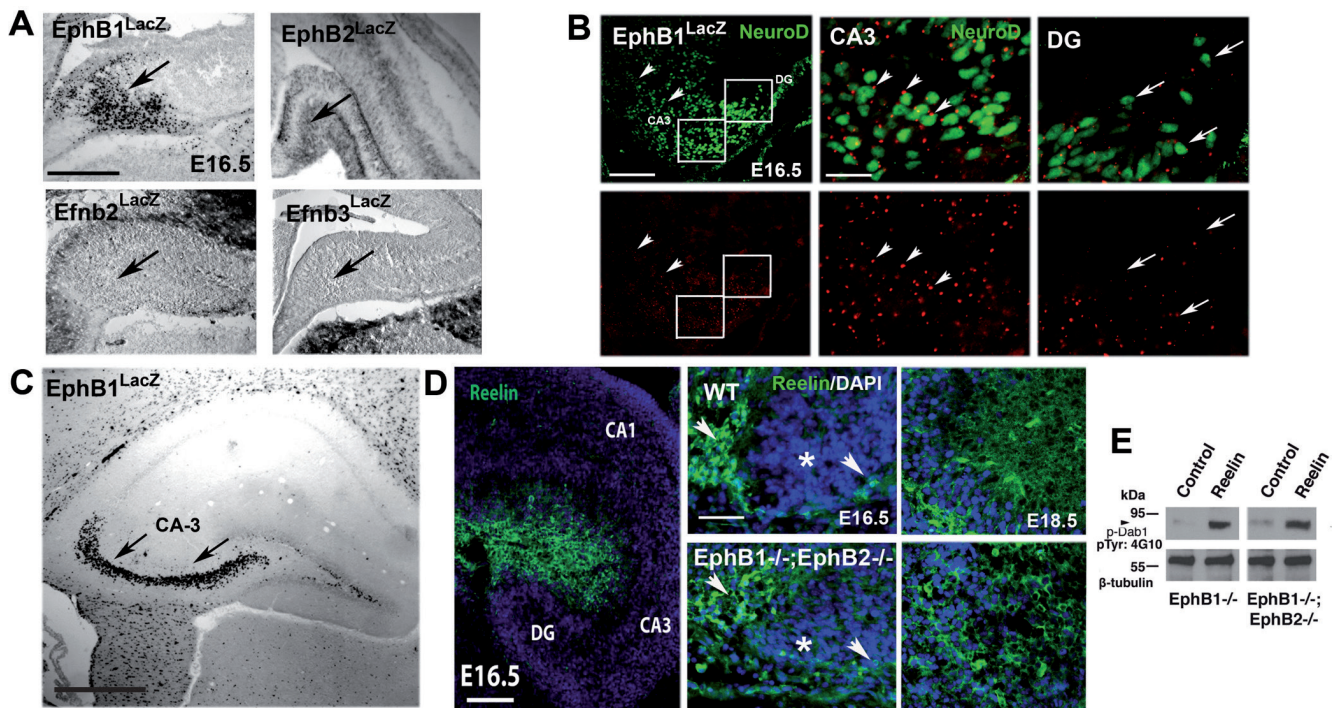 A
EphB1LacZ
E16.5
EphB2LacZ
Efnb2LacZ
Efnb3LacZ
B
EphB1LacZ NeuroD
DG
CA3
E16.5
CA3 NeuroD
DG
C
EphB1LacZ
CA-3
D
Reelin
CA1
CA3
DG
E16.5
WT Reelin/DAPI
*
E16.5
E18.5
EphB1-/-;EphB2-/-
*
E
Control Reelin Control Reelin
kDa
95
p-Dab1
pTyr: 4G10
55
β-tubulin
EphB1-/- EphB1-/-;
EphB2-/-